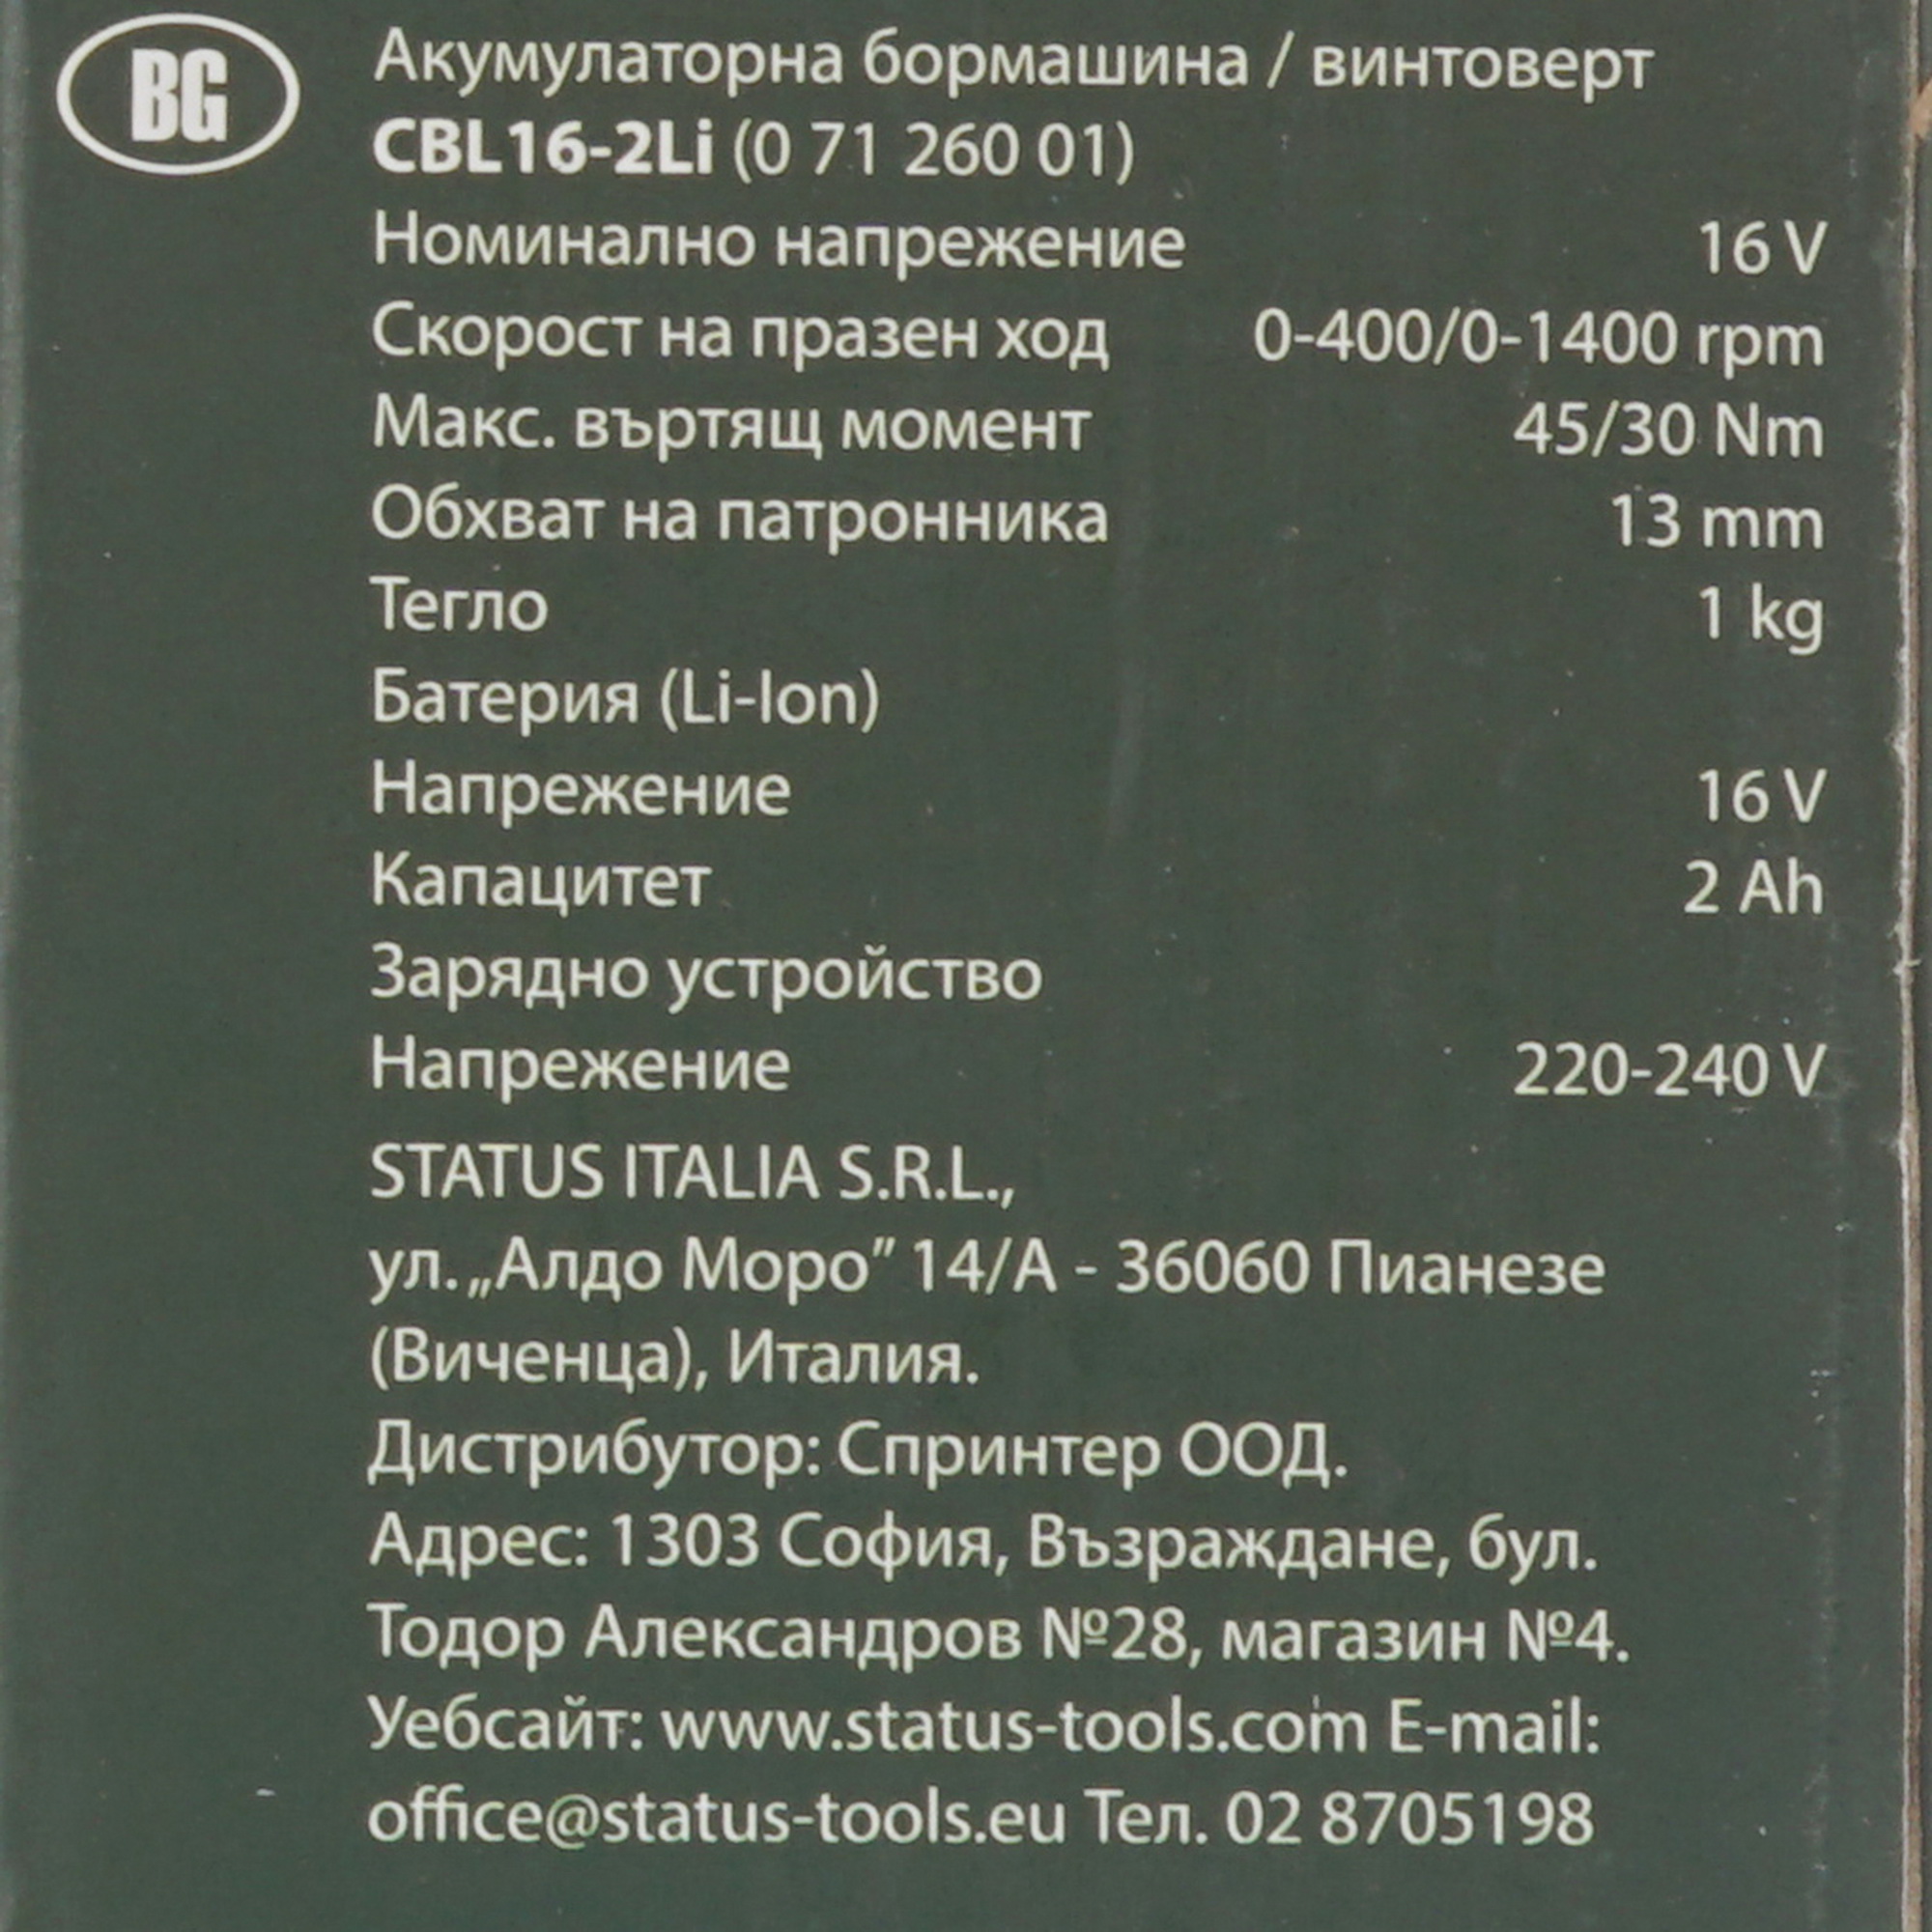 BG
Акумулаторна бормашина / винтоверт
CBL16-2Li (0 71 260 01)
Номинално напрежение 16 V
Скорост на празен ход 0-400/0-1400 rpm
Макс. въртящ момент 45/30 Nm
Обхват на патронника 13 mm
Тегло 1 kg
Батерия (Li-Ion)
Напрежение 16 V
Капацитет 2 Ah
Зарядно устройство
Напрежение 220-240 V
STATUS ITALIA S.R.L.,
ул. „Алдо Моро” 14/A - 36060 Пианезе
(Виченца), Италия.
Дистрибутор: Спринтер ООД.
Адрес: 1303 София, Възраждане, бул.
Тодор Александров №28, магазин №4.
Уебсайт: www.status-tools.com E-mail:
office@status-tools.eu Тел. 02 8705198